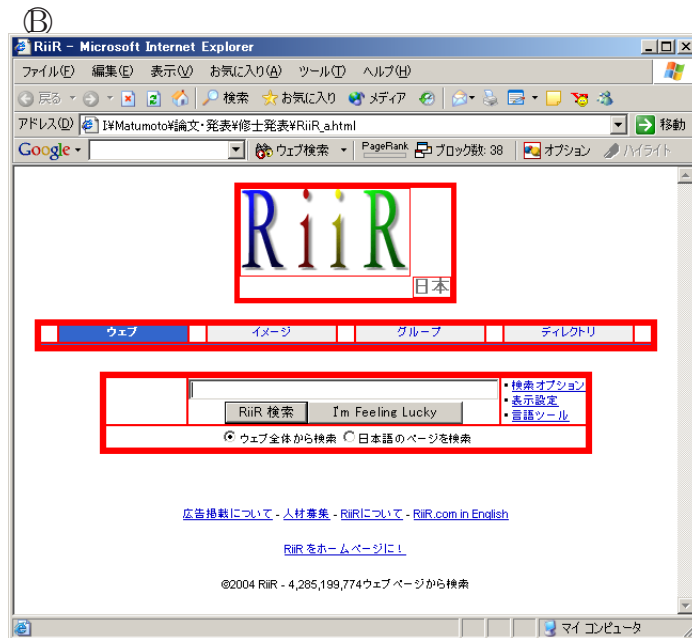 Ⓑ
RiiR - Microsoft Internet Explorer
ファイル(F) 編集(E) 表示(V) お気に入り(A) ツール(T) ヘルプ(H)
戻る 検索 お気に入り メディア
アドレス(D) I:¥Matumoto¥論文・発表¥修士発表¥RiiR_a.html 移動
Google ウェブ検索 PageRank ブロック数: 38 オプション ハイライト
RiiR
日本
ウェブ イメージ グループ ディレクトリ
・検索オプション
・表示設定
RiiR 検索 I'm Feeling Lucky ・言語ツール
ウェブ全体から検索 日本語のページを検索
広告掲載について - 人材募集 - RiiRについて - RiiR.com in English
RiiR をホームページに！
©2004 RiiR - 4,285,199,774ウェブページから検索
マイ コンピュータ